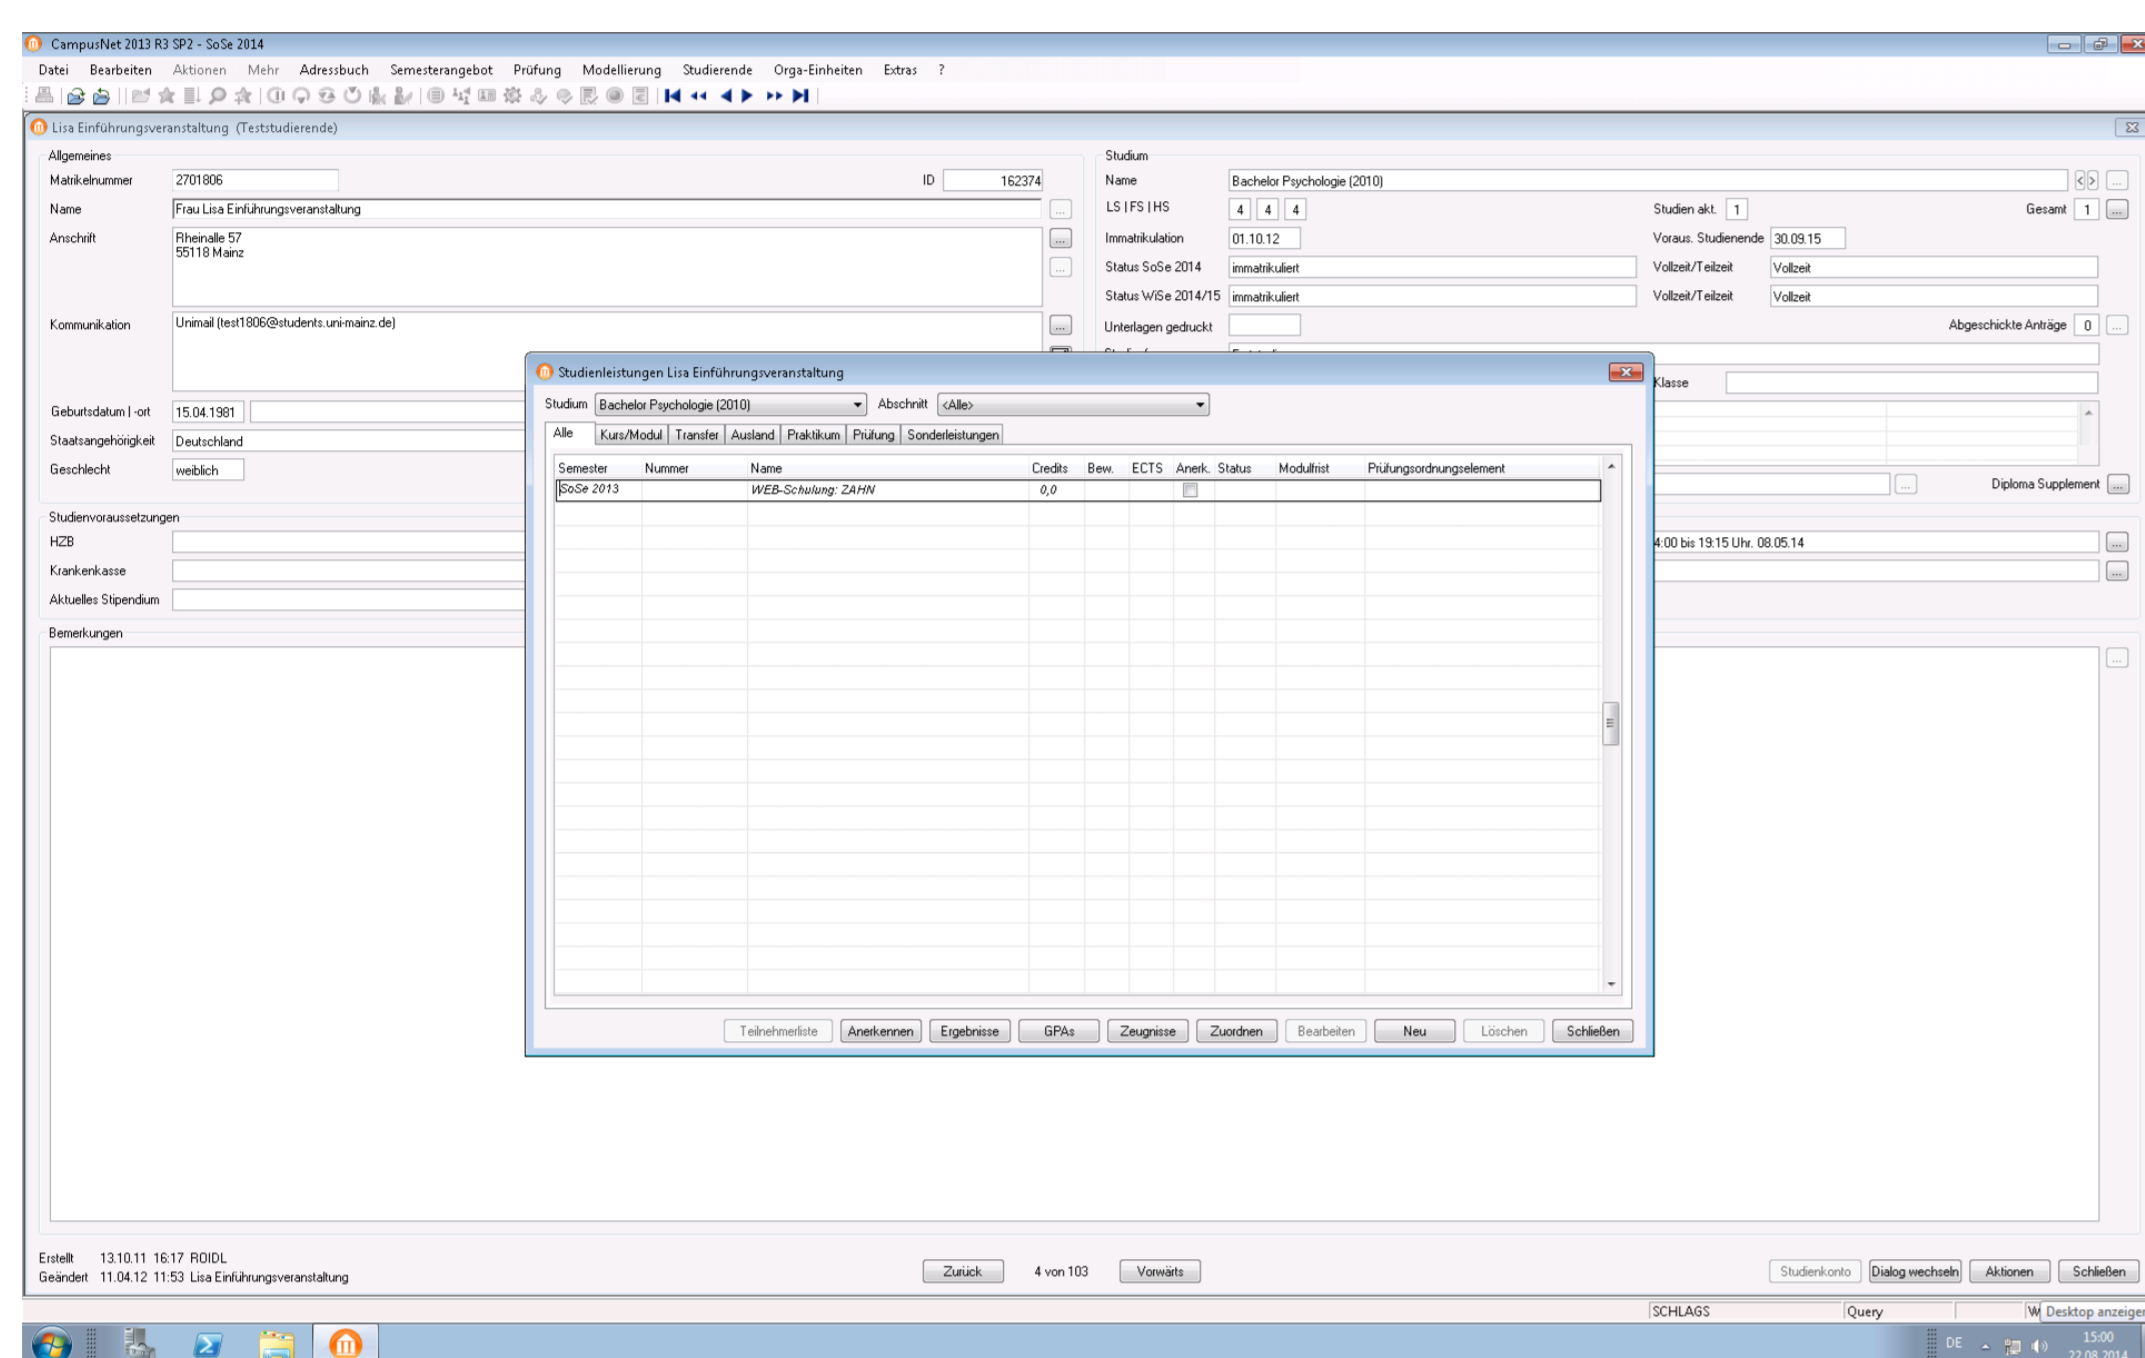 CampusNet 2013 R3 SP2 - SoSe 2014
Datei Bearbeiten Aktionen Mehr Adressbuch Semesterangebot Prüfung Modellierung Studierende Orga-Einheiten Extras ?
Lisa Einführungsveranstaltung (Teststudierende)
Allgemeines
Matrikelnummer 2701806 ID 162374
Name Frau Lisa Einführungsveranstaltung
Anschrift Rheinalle 57
55118 Mainz
Kommunikation Unimail (test1806@students.uni-mainz.de)
Geburtsdatum | -ort 15.04.1981
Staatsangehörigkeit Deutschland
Geschlecht weiblich
Studienvoraussetzungen
HZB
Krankenkasse
Aktuelles Stipendium
Bemerkungen
Studium
Name Bachelor Psychologie (2010)
LS | FS | HS 4 4 4 Studien akt. 1 Gesamt 1
Immatrikulation 01.10.12 Voraus. Studienende 30.09.15
Status SoSe 2014 immatrikuliert Vollzeit/Teilzeit Vollzeit
Status WiSe 2014/15 immatrikuliert Vollzeit/Teilzeit Vollzeit
Unterlagen gedruckt Abgeschickte Anträge 0
Klasse
Diploma Supplement
4:00 bis 19:15 Uhr. 08.05.14
Studienleistungen Lisa Einführungsveranstaltung
Studium Bachelor Psychologie (2010) Abschnitt <Alle>
Alle Kurs/Modul Transfer Ausland Praktikum Prüfung Sonderleistungen
Semester Nummer Name Credits Bew. ECTS Anerk. Status Modulfrist Prüfungsordnungselement
SoSe 2013 WEB-Schulung: ZAHN 0,0
Teilnehmerliste Anerkennen Ergebnisse GPAs Zeugnisse Zuordnen Bearbeiten Neu Löschen Schließen
Erstellt 13.10.11 16:17 ROIDL
Geändert 11.04.12 11:53 Lisa Einführungsveranstaltung
Zurück 4 von 103 Vorwärts
Studienkonto Dialog wechseln Aktionen Schließen
SCHLAGS Query W Desktop anzeigen
DE 15:00
22.08.2014